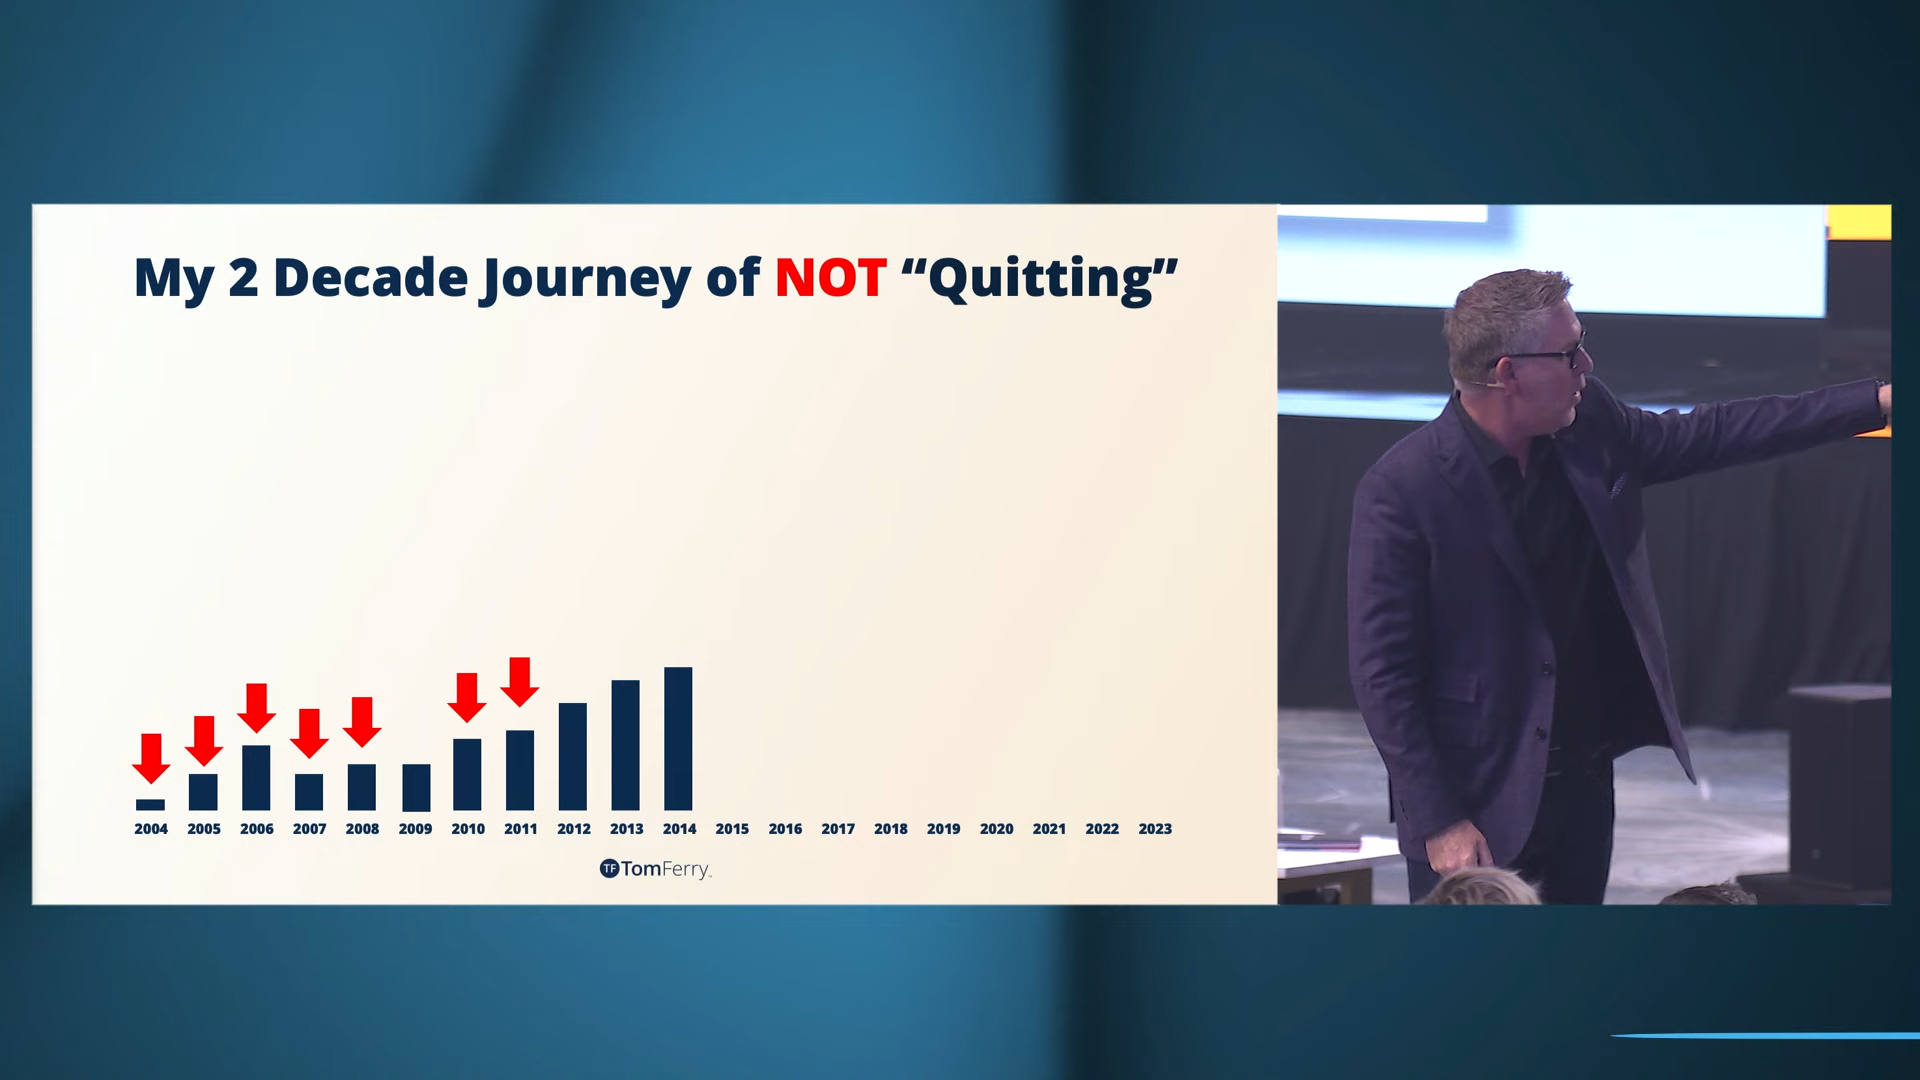 My 2 Decade Journey of NOT “Quitting”
2004 2005 2006 2007 2008 2009 2010 2011 2012 2013 2014 2015 2016 2017 2018 2019 2020 2021 2022 2023
TF TomFerry